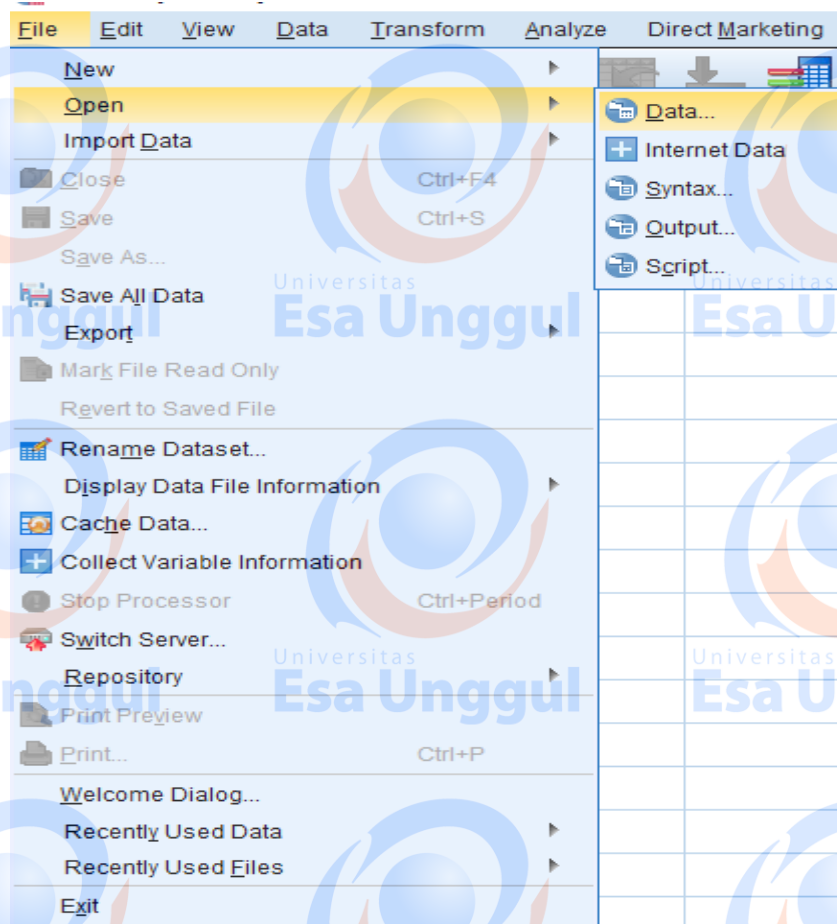 File Edit View Data Transform Analyze Direct Marketing
New
Open
Import Data
Close Ctrl+F4
Save Ctrl+S
Save As...
Save All Data
Export
Mark File Read Only
Revert to Saved File
Rename Dataset...
Display Data File Information
Cache Data...
Collect Variable Information
Stop Processor Ctrl+Period
Switch Server...
Repository
Print Preview
Print... Ctrl+P
Welcome Dialog...
Recently Used Data
Recently Used Files
Exit
Data...
Internet Data
Syntax...
Output...
Script...
Universitas
Esa Unggul
Universitas
Esa U
nggul
Universitas
Esa Unggul
Universitas
Esa U
nggul